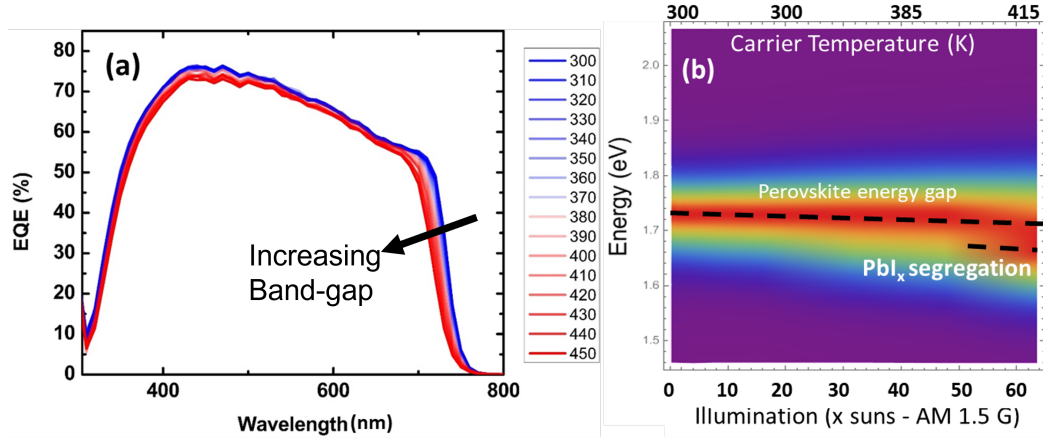 (a)
80
70
60
50
40
30
20
10
0
EQE (%)
400
600
800
Wavelength (nm)
Increasing
Band-gap
300
310
320
330
340
350
360
370
380
390
400
410
420
430
440
450
300 300 385 415
Carrier Temperature (K)
(b)
2.0
1.9
1.8
1.7
1.6
1.5
Energy (eV)
Perovskite energy gap
PbIx segregation
0 10 20 30 40 50 60
Illumination (x suns - AM 1.5 G)